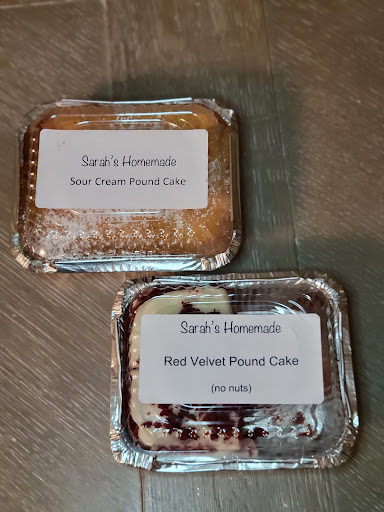 Sarah's Homemade
Sour Cream Pound Cake
Sarah's Homemade
Red Velvet Pound Cake
(no nuts)